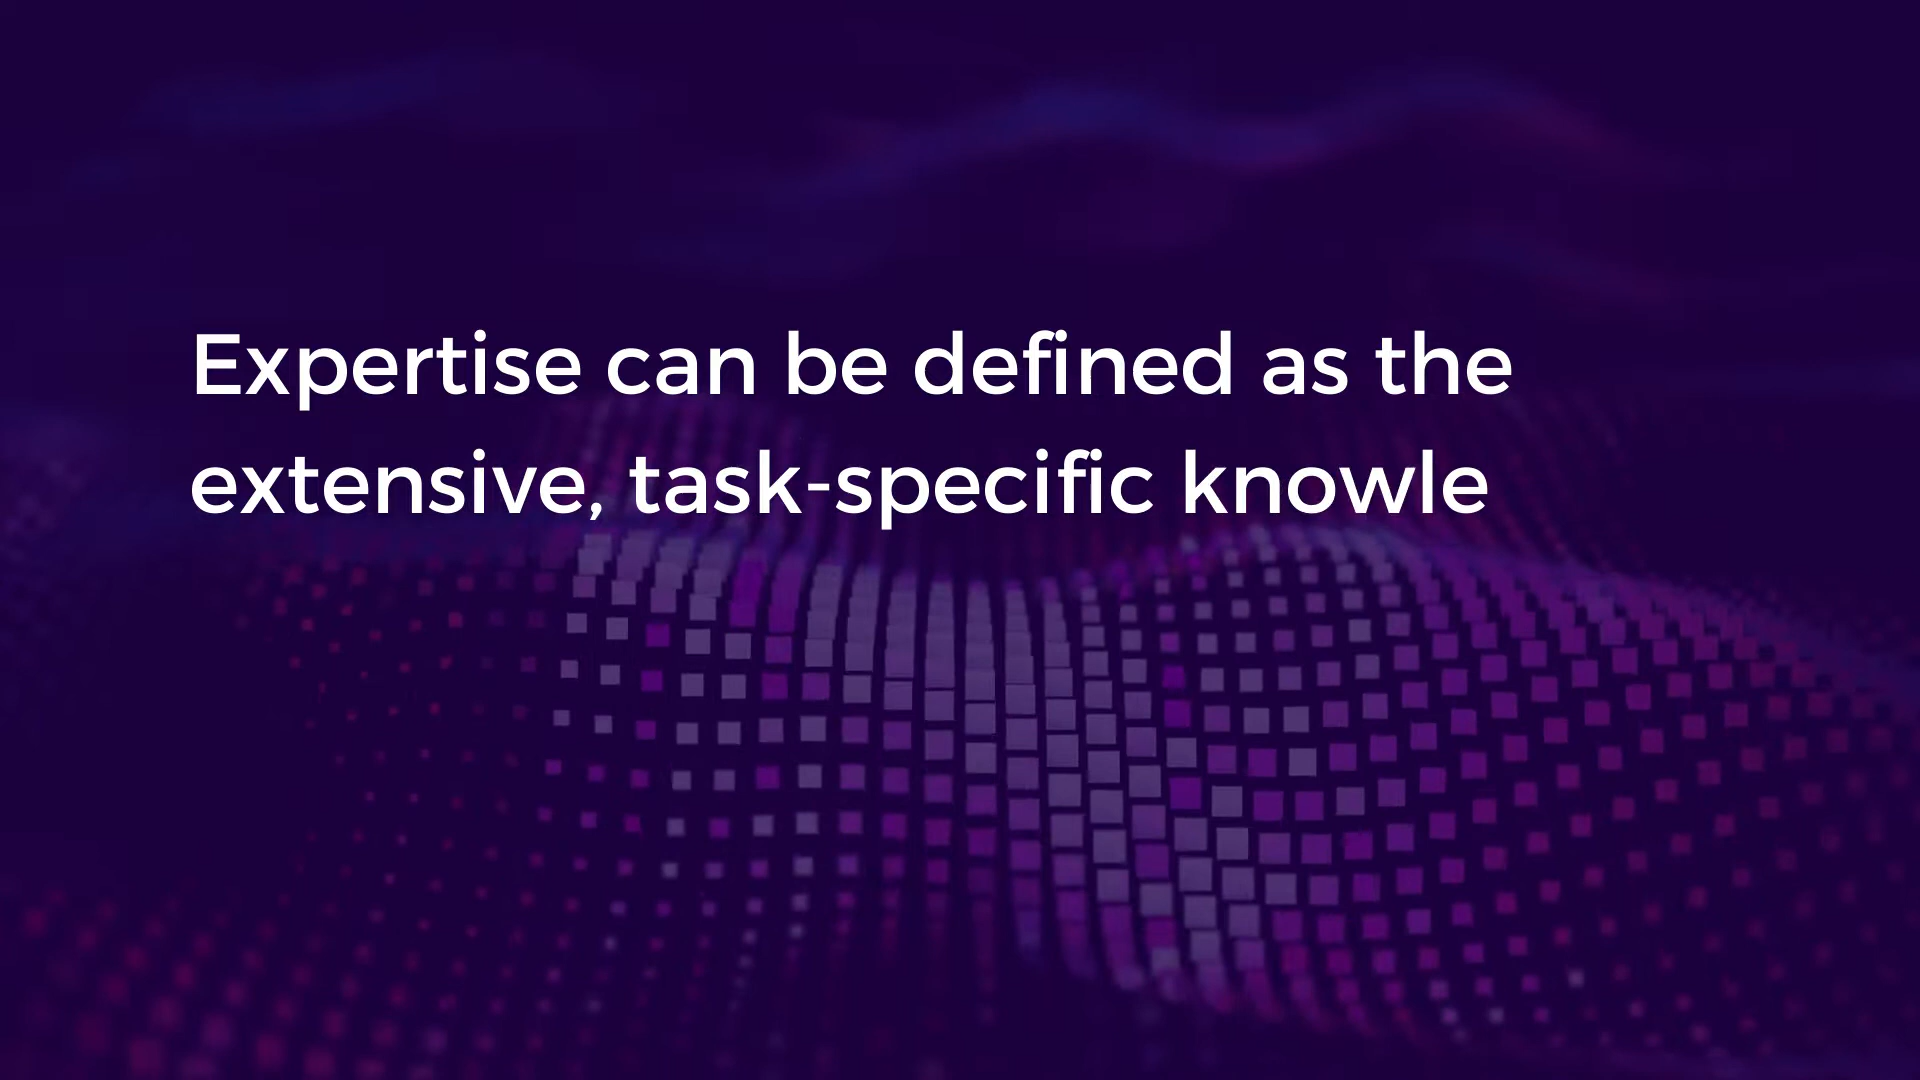 Expertise can be defined as the
extensive, task-specific knowle